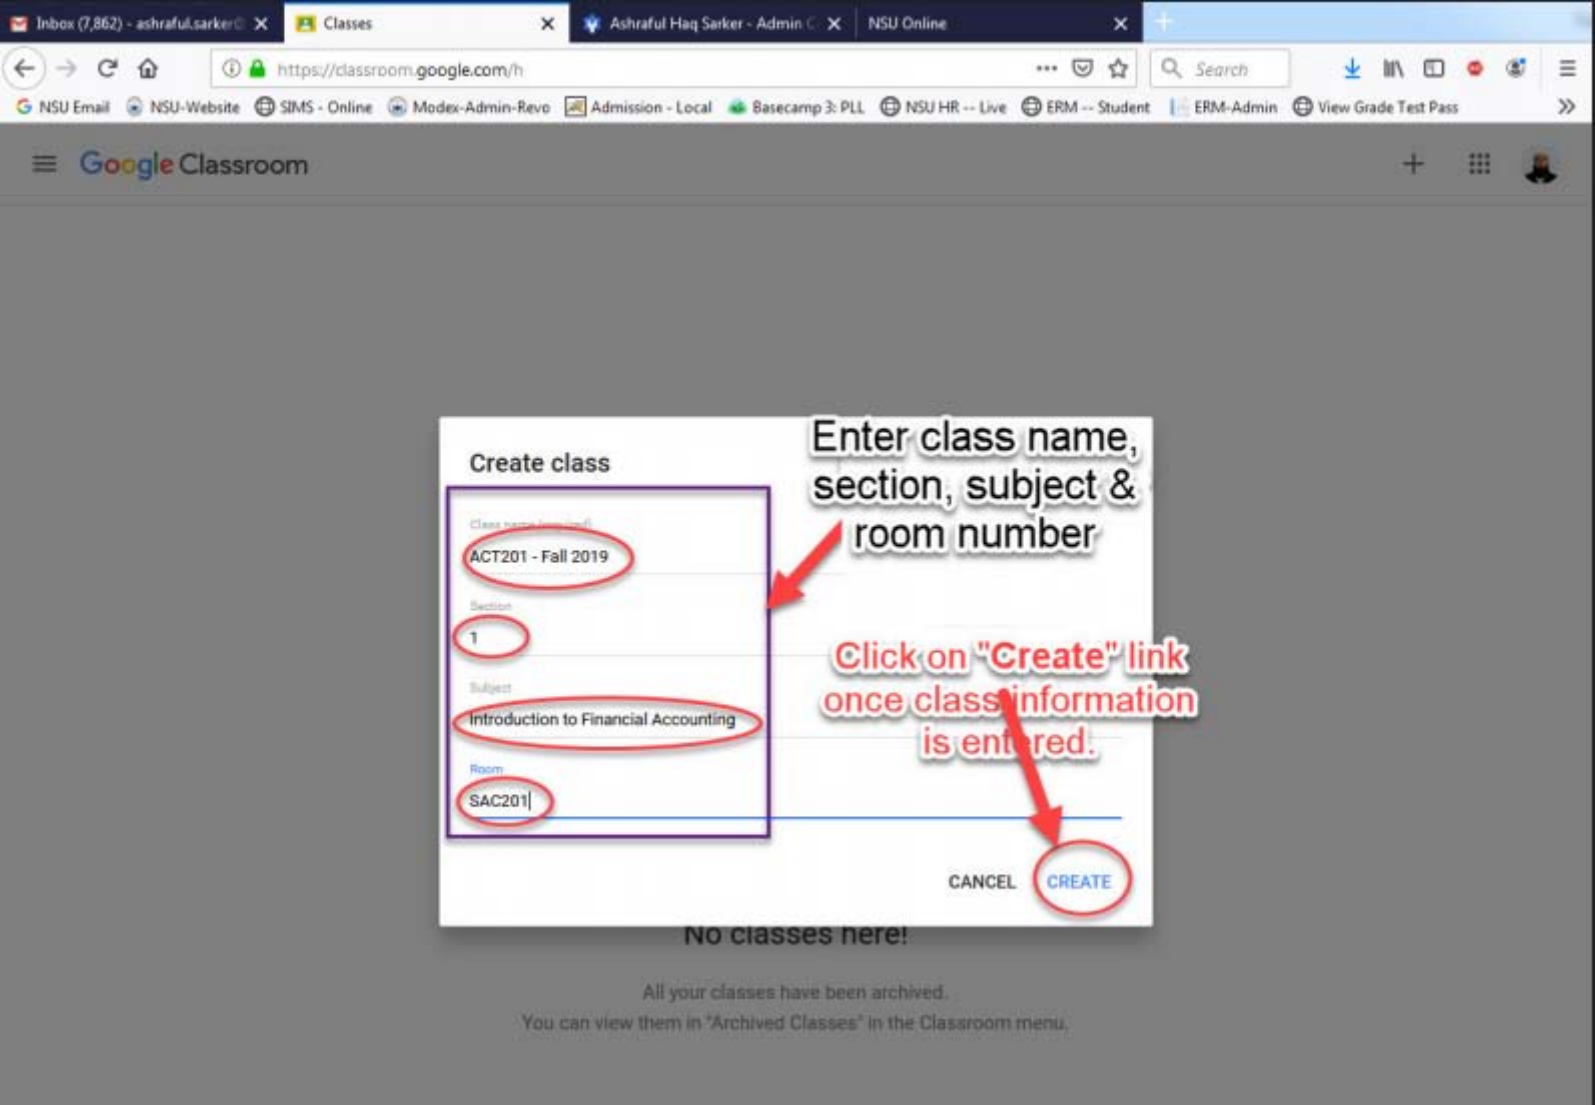 Inbox (7,862) - ashraful.sarker
Classes
Ashraful Haq Sarker - Admin C
NSU Online
https://classroom.google.com/h
Search
G NSU Email
NSU-Website
SIMS - Online
Modex-Admin-Revo
Admission - Local
Basecamp 3: PLL
NSU HR -- Live
ERM -- Student
ERM-Admin
View Grade Test Pass
Google Classroom
Create class
Enter class name,
section, subject &
room number
Class name (required)
ACT201 - Fall 2019
Section
1
Click on "Create" link
once class information
is entered.
Subject
Introduction to Financial Accounting
Room
SAC201
CANCEL
CREATE
No classes here!
All your classes have been archived.
You can view them in "Archived Classes" in the Classroom menu.